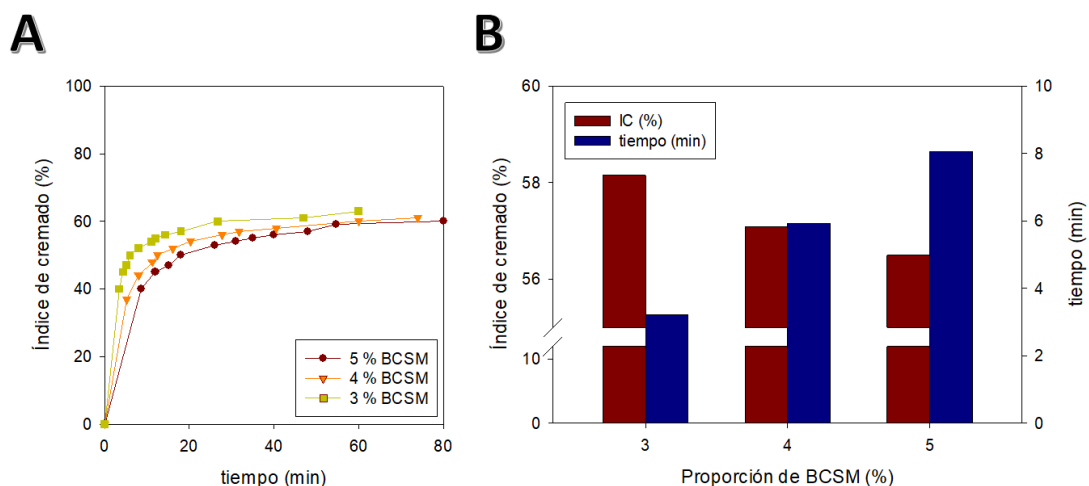 A
Índice de cremado (%)
100
80
60
40
20
0
5 % BCSM
4 % BCSM
3 % BCSM
0 20 40 60 80
tiempo (min)
B
Índice de cremado (%)
60
58
56
10
0
IC (%)
tiempo (min)
10
8
6
4
2
0
tiempo (min)
3 4 5
Proporción de BCSM (%)